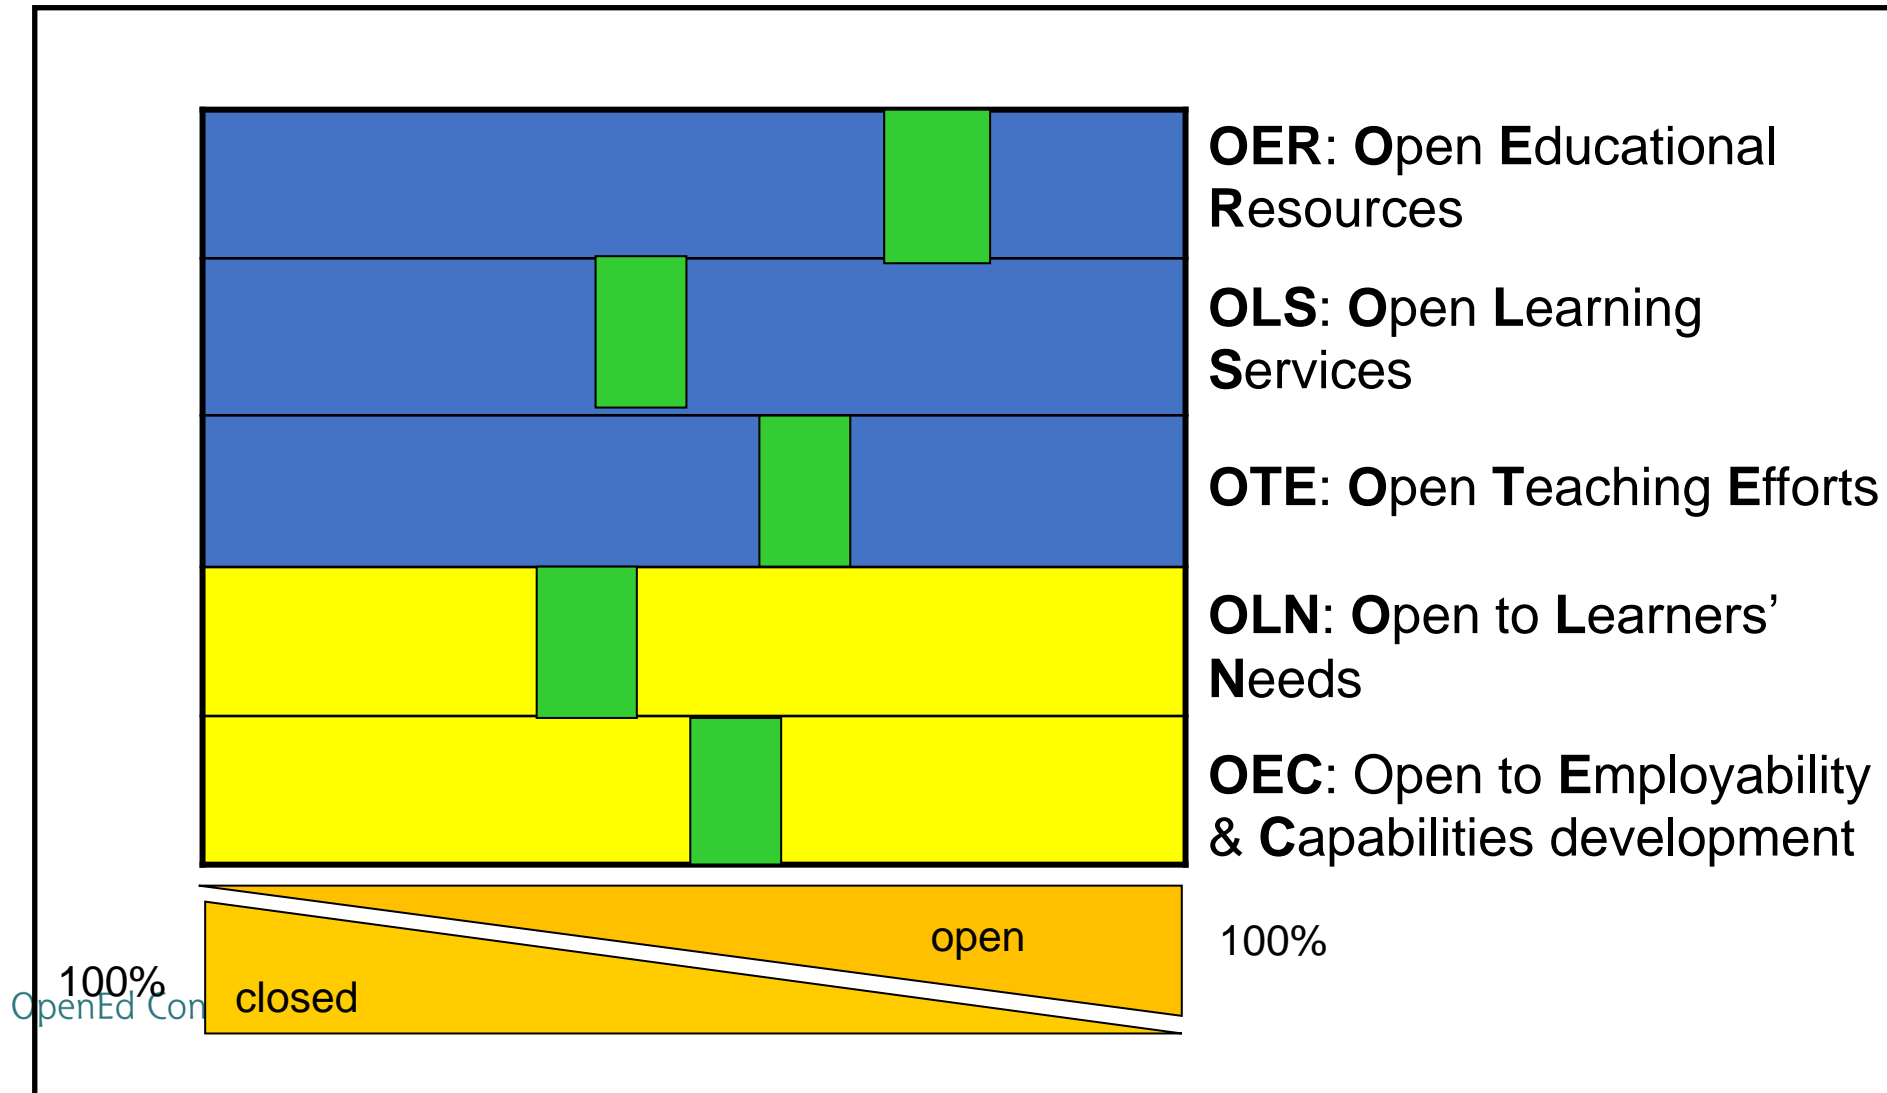 OER: Open Educational
Resources
OLS: Open Learning
Services
OTE: Open Teaching Efforts
OLN: Open to Learners’
Needs
OEC: Open to Employability
& Capabilities development
open
100%
100%
closed
OpenEd Con